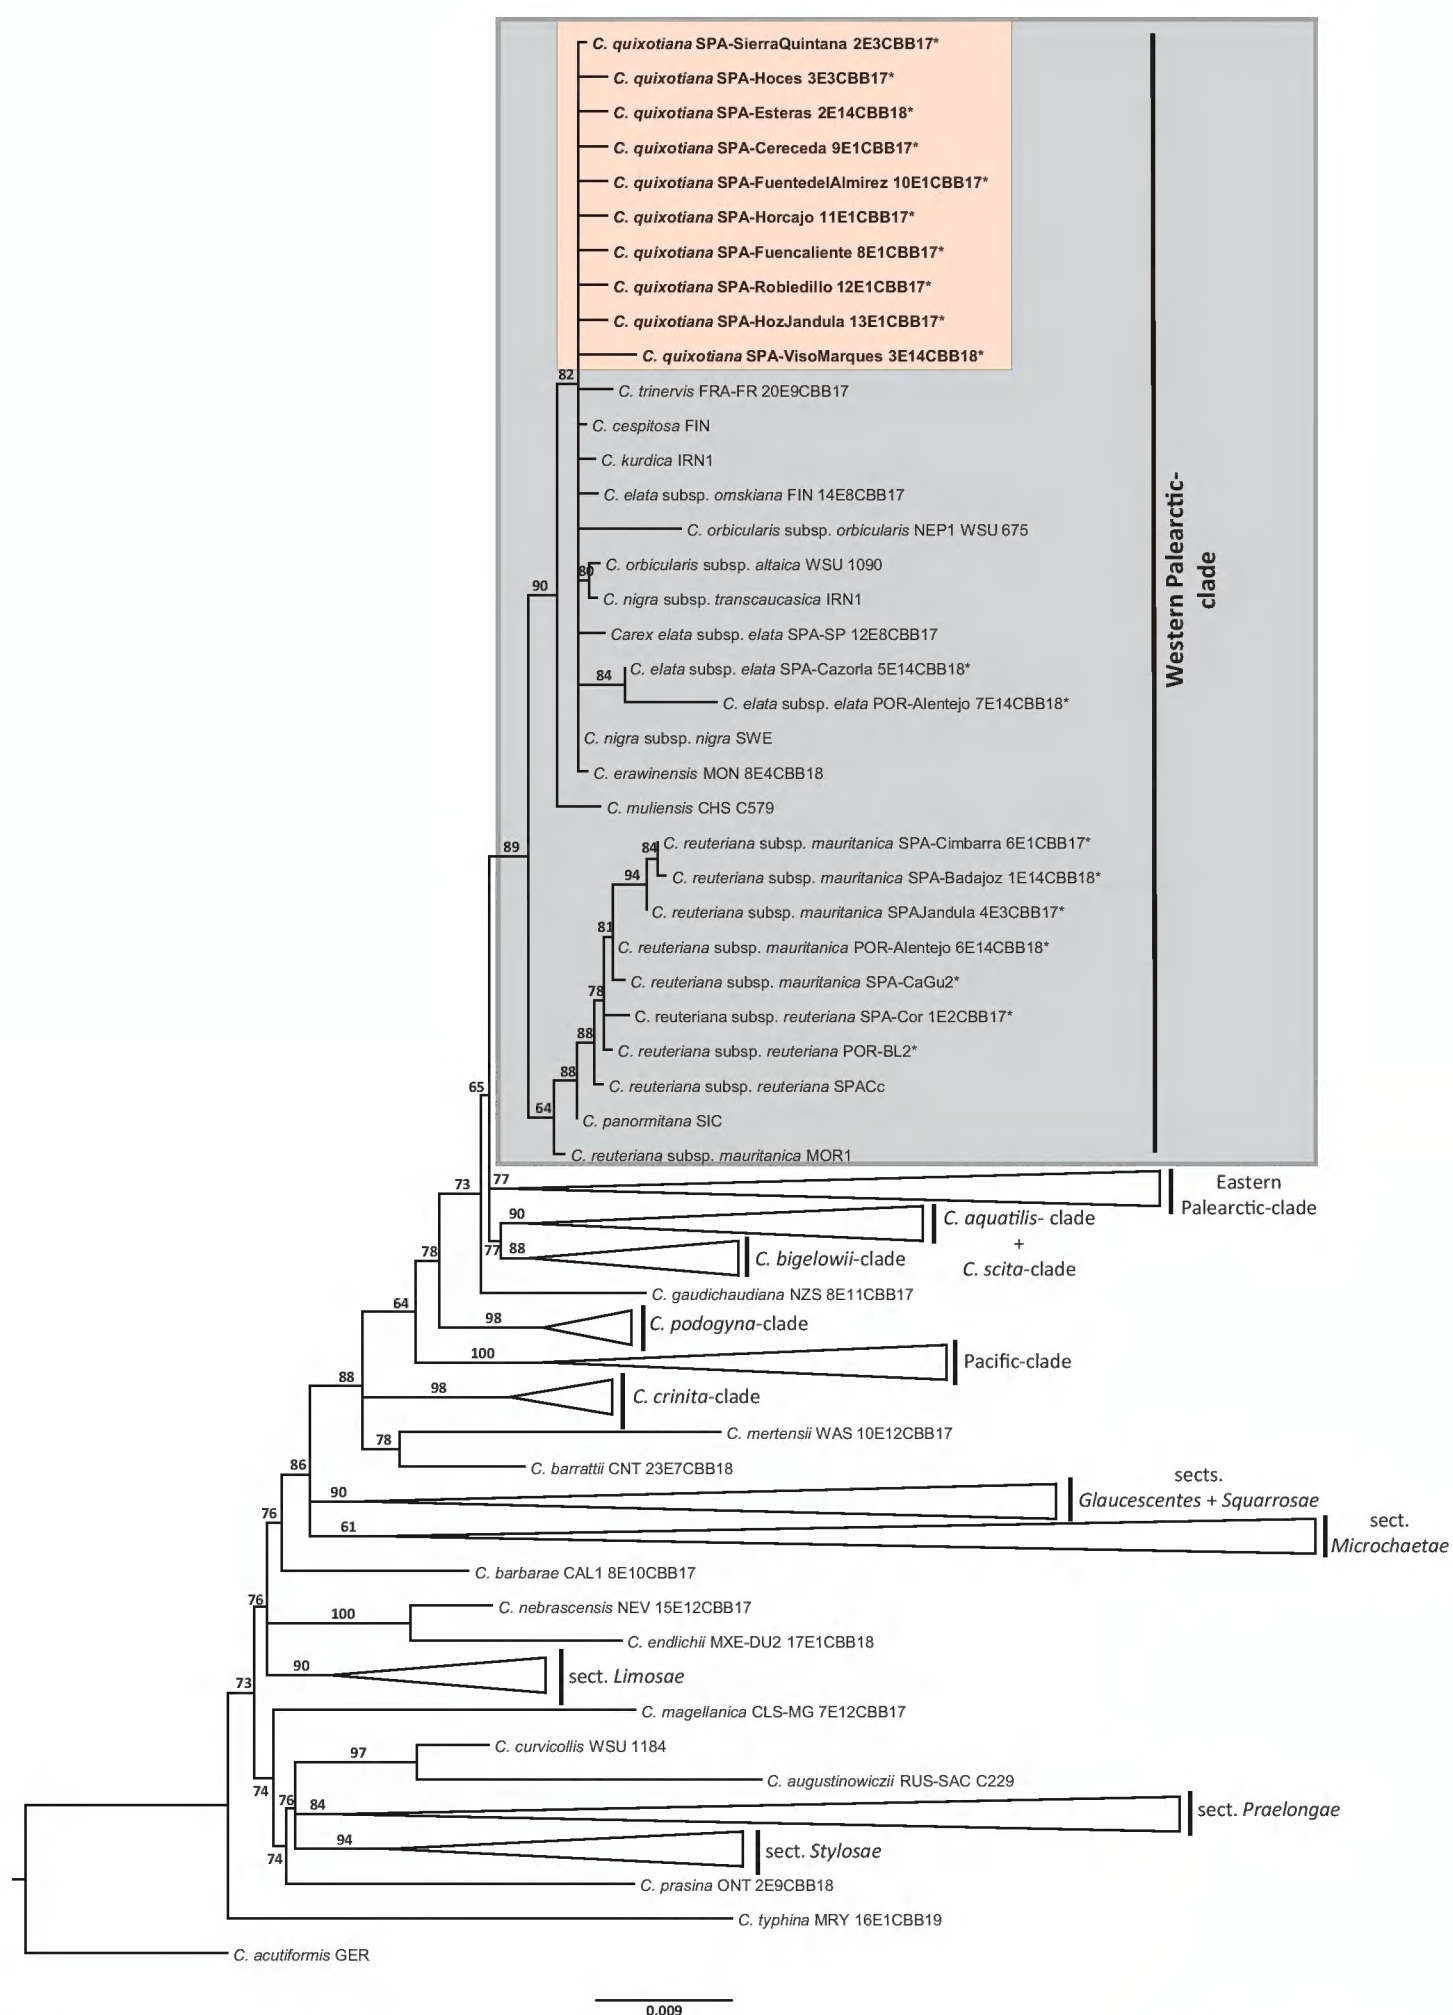 C. quixotiana SPA-SierraQuintana 2E3CBB17*
C. quixotiana SPA-Hoces 3E3CBB17*
C. quixotiana SPA-Esteras 2E14CBB18*
C. quixotiana SPA-Cereceda 9E1CBB17*
C. quixotiana SPA-FuentedelAlmirez 10E1CBB17*
C. quixotiana SPA-Horcajo 11E1CBB17*
C. quixotiana SPA-Fuencaliente 8E1CBB17*
C. quixotiana SPA-Robledillo 12E1CBB17*
C. quixotiana SPA-HozJandula 13E1CBB17*
C. quixotiana SPA-VisoMarques 3E14CBB18*
82
C. trinervis FRA-FR 20E9CBB17
C. cespitosa FIN
C. kurdica IRN1
C. elata subsp. omskiana FIN 14E8CBB17
C. orbicularis subsp. orbicularis NEP1 WSU 675
C. orbicularis subsp. altaica WSU 1090
80
90
C. nigra subsp. transcaucasica IRN1
Carex elata subsp. elata SPA-SP 12E8CBB17
C. elata subsp. elata SPA-Cazorla 5E14CBB18*
84
C. elata subsp. elata POR-Alentejo 7E14CBB18*
C. nigra subsp. nigra SWE
C. erawinensis MON 8E4CBB18
C. muliensis CHS C579
Western Palearctic-
clade
89
C. reuteriana subsp. mauritanica SPA-Cimbarra 6E1CBB17*
84
C. reuteriana subsp. mauritanica SPA-Badajoz 1E14CBB18*
94
C. reuteriana subsp. mauritanica SPAJandula 4E3CBB17*
81
C. reuteriana subsp. mauritanica POR-Alentejo 6E14CBB18*
C. reuteriana subsp. mauritanica SPA-CaGu2*
78
C. reuteriana subsp. reuteriana SPA-Cor 1E2CBB17*
88
C. reuteriana subsp. reuteriana POR-BL2*
88
C. reuteriana subsp. reuteriana SPACc
65
64
C. panormitana SIC
C. reuteriana subsp. mauritanica MOR1
73
77
Eastern
Palearctic-clade
90
C. aquatilis- clade
+
C. scita-clade
77
88
C. bigelowii-clade
78
C. gaudichaudiana NZS 8E11CBB17
64
98
C. podogyna-clade
100
Pacific-clade
88
98
C. crinita-clade
C. mertensii WAS 10E12CBB17
78
C. barrattii CNT 23E7CBB18
86
90
sects.
Glaucescentes + Squarrosae
76
61
sect.
Microchaetae
C. barbarae CAL1 8E10CBB17
76
C. nebrascensis NEV 15E12CBB17
100
C. endlichii MXE-DU2 17E1CBB18
90
sect. Limosae
73
C. magellanica CLS-MG 7E12CBB17
C. curvicollis WSU 1184
97
C. augustinowiczii RUS-SAC C229
74
76
84
sect. Praelongae
94
sect. Stylosae
74
C. prasina ONT 2E9CBB18
C. typhina MRY 16E1CBB19
C. acutiformis GER
0.009